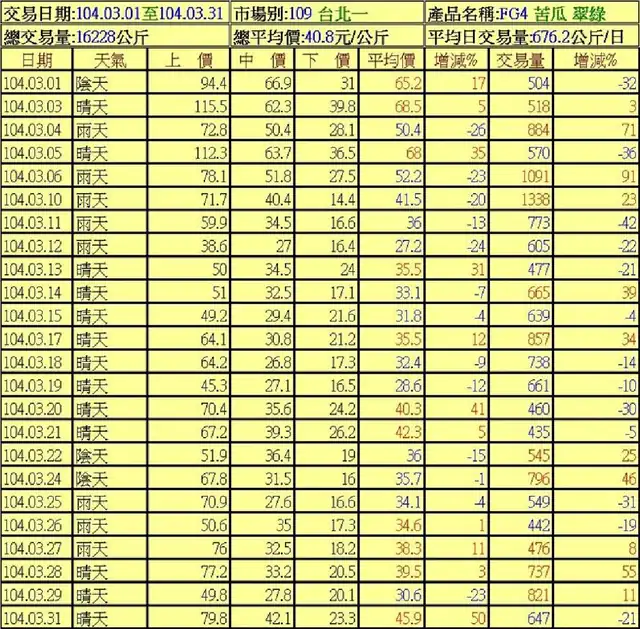 交易日期:104.03.01至104.03.31 市場別:109 台北一 產品名稱:FG4 苦瓜 翠綠
總交易量:16228公斤 總平均價:40.8元/公斤 平均日交易量:676.2公斤/日
日期 天氣 上 價 中 價 下 價 平均價 增減% 交易量 增減%
104.03.01 陰天 94.4 66.9 31 65.2 17 504 -32
104.03.03 晴天 115.5 62.3 39.8 68.5 5 518 3
104.03.04 雨天 72.8 50.4 28.1 50.4 -26 884 71
104.03.05 晴天 112.3 63.7 36.5 68 35 570 -36
104.03.06 雨天 78.1 51.8 27.5 52.2 -23 1091 91
104.03.10 雨天 71.7 40.4 14.4 41.5 -20 1338 23
104.03.11 雨天 59.9 34.5 16.6 36 -13 773 -42
104.03.12 雨天 38.6 27 16.4 27.2 -24 605 -22
104.03.13 晴天 50 34.5 24 35.5 31 477 -21
104.03.14 晴天 51 32.5 17.1 33.1 -7 665 39
104.03.15 晴天 49.2 29.4 21.6 31.8 -4 639 -4
104.03.17 晴天 64.1 30.8 21.2 35.5 12 857 34
104.03.18 晴天 64.2 26.8 17.3 32.4 -9 738 -14
104.03.19 晴天 45.3 27.1 16.5 28.6 -12 661 -10
104.03.20 晴天 70.4 35.6 24.2 40.3 41 460 -30
104.03.21 晴天 67.2 39.3 26.2 42.3 5 435 -5
104.03.22 陰天 51.9 36.4 19 36 -15 545 25
104.03.24 陰天 67.8 31.5 16 35.7 -1 796 46
104.03.25 雨天 70.9 27.6 16.6 34.1 -4 549 -31
104.03.26 雨天 50.6 35 17.3 34.6 1 442 -19
104.03.27 雨天 76 32.5 18.2 38.3 11 476 8
104.03.28 晴天 77.2 33.2 20.5 39.5 3 737 55
104.03.29 晴天 49.8 27.8 20.1 30.6 -23 821 11
104.03.31 晴天 79.8 42.1 23.3 45.9 50 647 -21